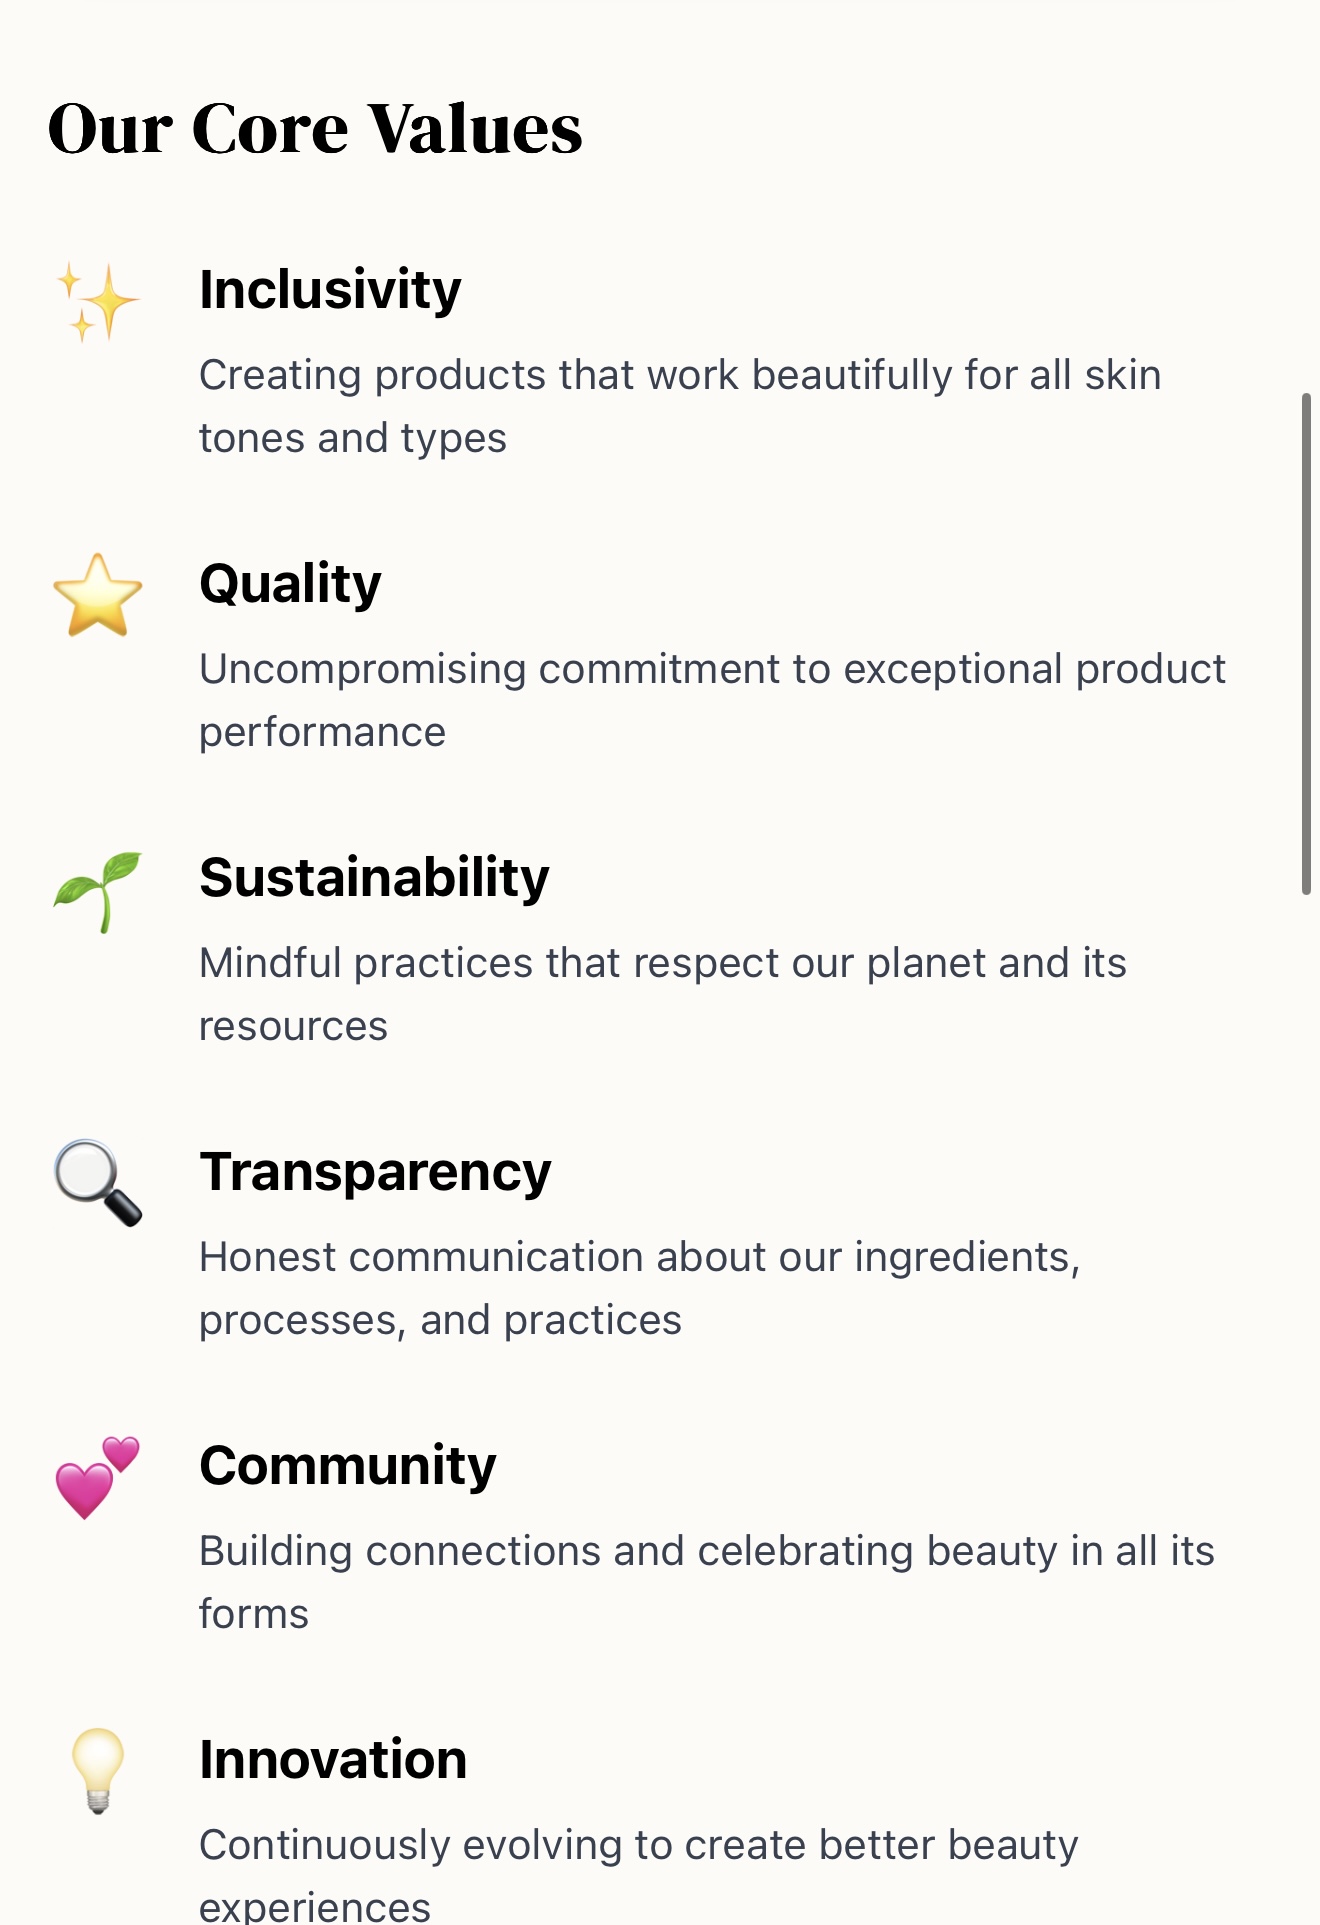 Our Core Values
Inclusivity
Creating products that work beautifully for all skin
tones and types
Quality
Uncompromising commitment to exceptional product
performance
Sustainability
Mindful practices that respect our planet and its
resources
Transparency
Honest communication about our ingredients,
processes, and practices
Community
Building connections and celebrating beauty in all its
forms
Innovation
Continuously evolving to create better beauty
experiences